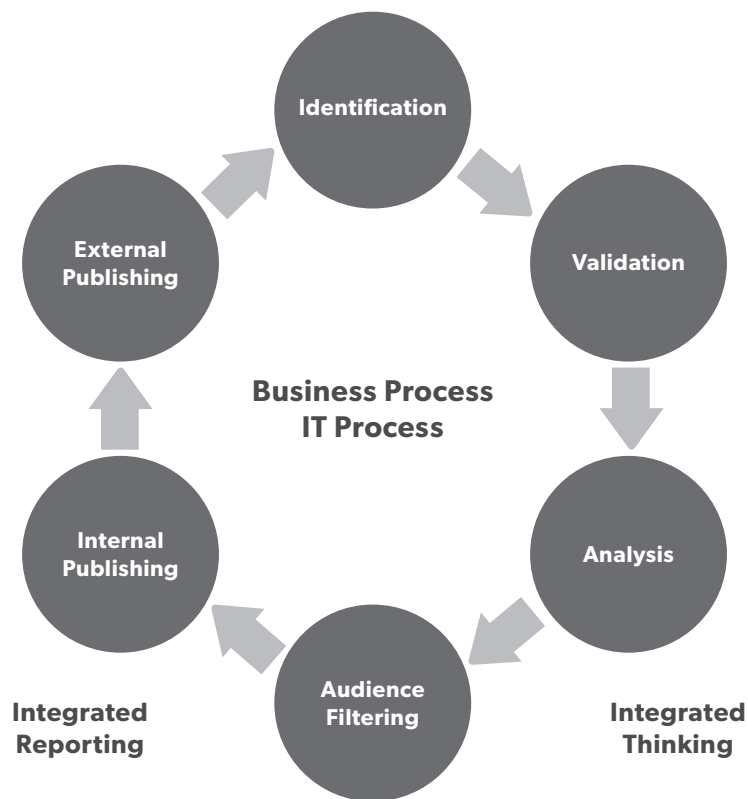 Identification
External
Publishing
Validation
Business Process
IT Process
Internal
Publishing
Analysis
Audience
Filtering
Integrated
Reporting
Integrated
Thinking